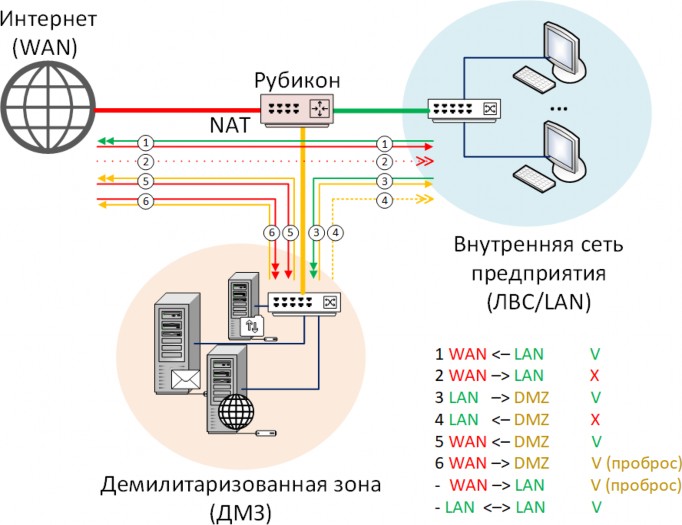 Интернет
(WAN)
Рубикон
NAT
...
1 1
2 2
5 3
6 4
6 5 3 4
Внутренняя сеть
предприятия
(ЛВС/LAN)
Демилитаризованная зона
(ДМЗ)
1 WAN <– LAN V
2 WAN –> LAN X
3 LAN –> DMZ V
4 LAN <– DMZ X
5 WAN <– DMZ V
6 WAN –> DMZ V (проброс)
- WAN –> LAN V (проброс)
- LAN <–> LAN V